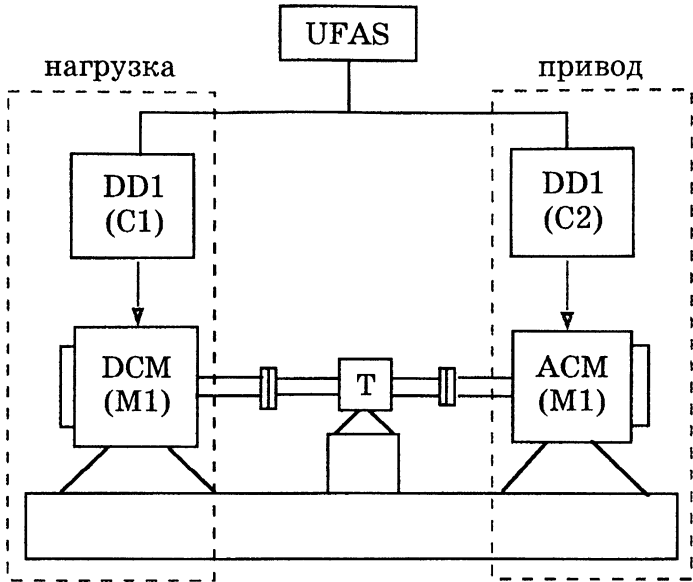 UFAS
нагрузка
привод
DD1
(C1)
DD1
(C2)
DCM
(M1)
T
ACM
(M1)